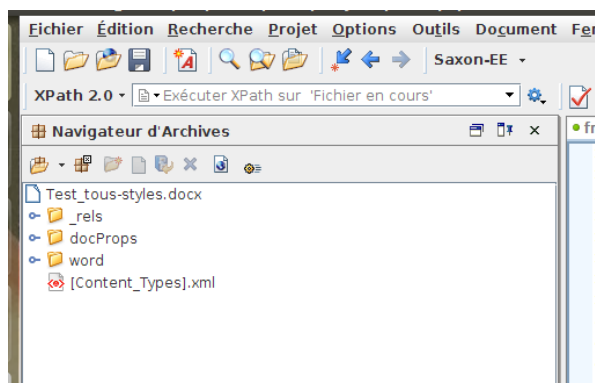 Fichier Édition Recherche Projet Options Outils Document
Saxon-EE
XPath 2.0 Exécuter XPath sur 'Fichier en cours'
Navigateur d'Archives
Test_tous-styles.docx
_rels
docProps
word
[Content_Types].xml